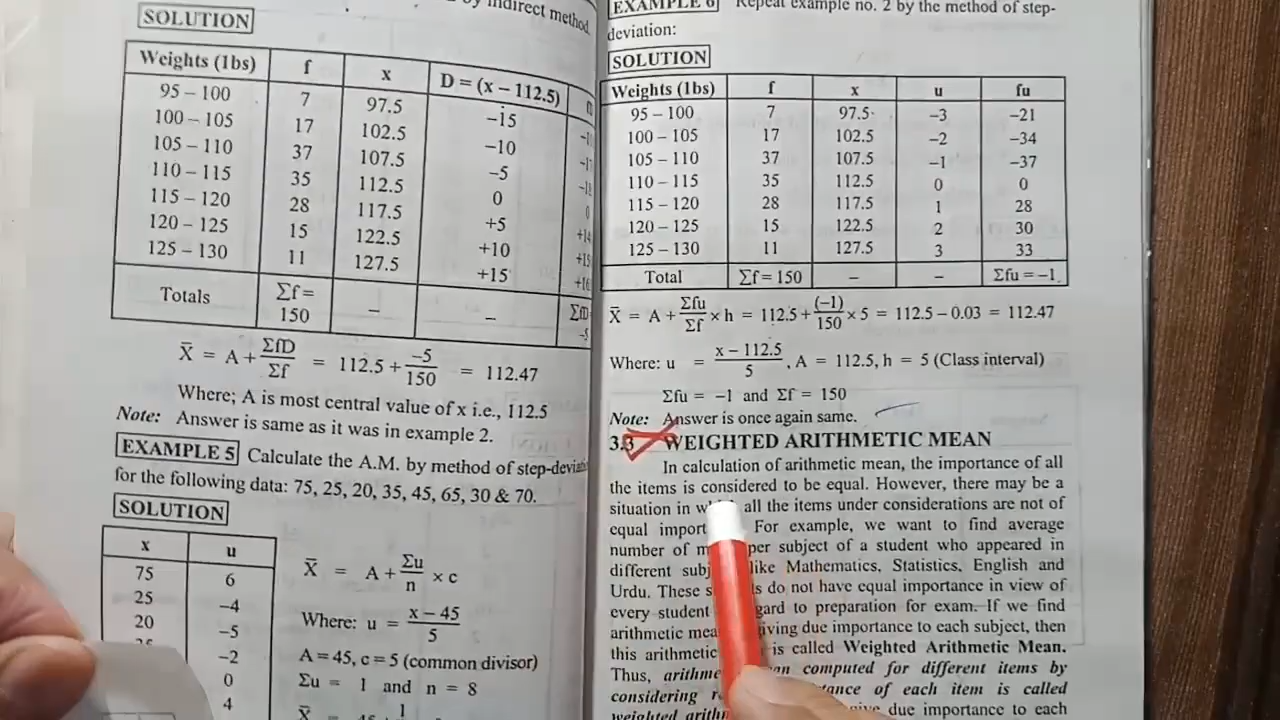 by indirect method
SOLUTION
Weights (1bs) f x D = (x – 112.5)
95 – 100 7 97.5 –15
100 – 105 17 102.5 –10
105 – 110 37 107.5 –5
110 – 115 35 112.5 0
115 – 120 28 117.5 +5
120 – 125 15 122.5 +10
125 – 130 11 127.5 +15
Totals Σf = 150 – –
X̄ = A + ΣfD/Σf = 112.5 + –5/150 = 112.47
Where; A is most central value of x i.e., 112.5
Note: Answer is same as it was in example 2.
EXAMPLE 5 Calculate the A.M. by method of
for the following data: 75, 25, 20, 35, 45, 65, 30 & 70.
SOLUTION
x u
75 6
25 –4
20 –5
–2
0
4
X̄ = A + Σu/n × c
Where: u = x – 45/5
A = 45, c = 5 (common divisor)
Σu = 1 and n = 8
EXAMPLE 6 Repeat example no. 2 by the method of step-
deviation:
SOLUTION
Weights (1bs) f x u fu
95 – 100 7 97.5 –3 –21
100 – 105 17 102.5 –2 –34
105 – 110 37 107.5 –1 –37
110 – 115 35 112.5 0 0
115 – 120 28 117.5 1 28
120 – 125 15 122.5 2 30
125 – 130 11 127.5 3 33
Total Σf = 150 – – Σfu = –1
X̄ = A + Σfu/Σf × h = 112.5 + (–1)/150 × 5 = 112.5 – 0.03 = 112.47
Where: u = x – 112.5/5, A = 112.5, h = 5 (Class interval)
Σfu = –1 and Σf = 150
Note: Answer is once again same.
3.3 WEIGHTED ARITHMETIC MEAN
In calculation of arithmetic mean, the importance of all
the items is considered to be equal. However, there may be a
situation in all the items under considerations are not of
equal For example, we want to find average
number of per subject of a student who appeared in
different like Mathematics, Statistics, English and
Urdu. These do not have equal importance in view of
every student to preparation for exam. If we find
arithmetic giving due importance to each subject, then
this arithmetic is called Weighted Arithmetic Mean.
Thus, computed for different items by
considering of each item is called
weighted due importance to each